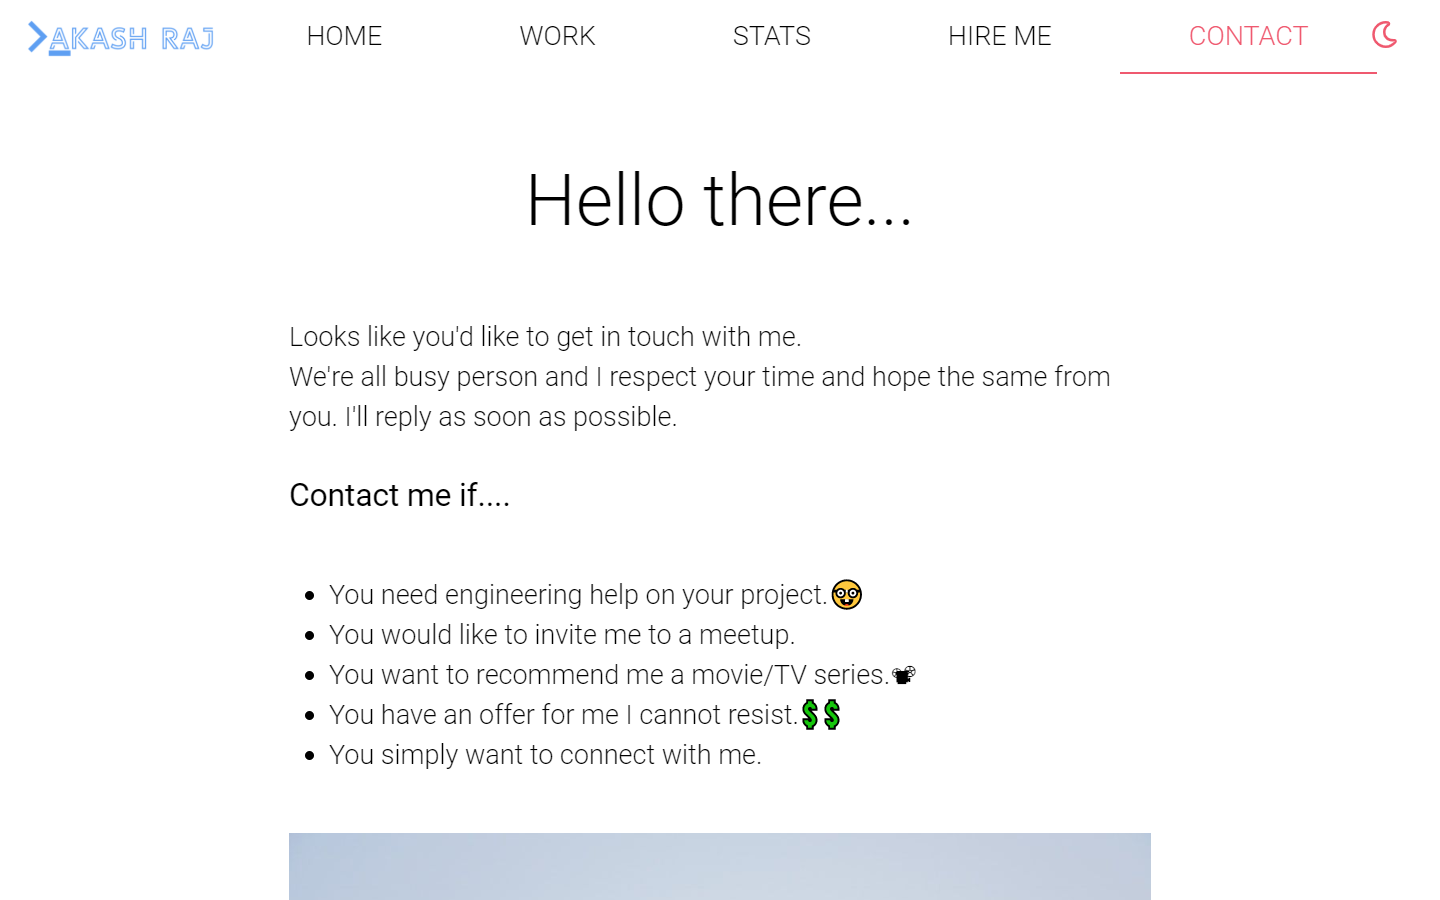 AKASH RAJ
HOME
WORK
STATS
HIRE ME
CONTACT
Hello there...
Looks like you'd like to get in touch with me.
We're all busy person and I respect your time and hope the same from
you. I'll reply as soon as possible.
Contact me if....
You need engineering help on your project.🤓
You would like to invite me to a meetup.
You want to recommend me a movie/TV series.📽
You have an offer for me I cannot resist.💲💲
You simply want to connect with me.